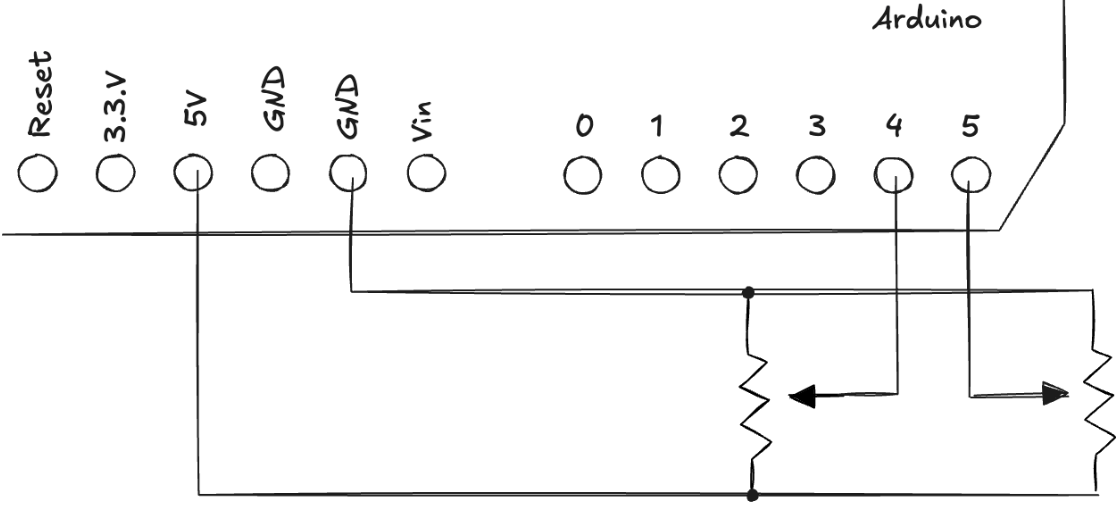 Arduino
Reset
3.3.V
5V
GND
GND
Vin
0
1
2
3
4
5